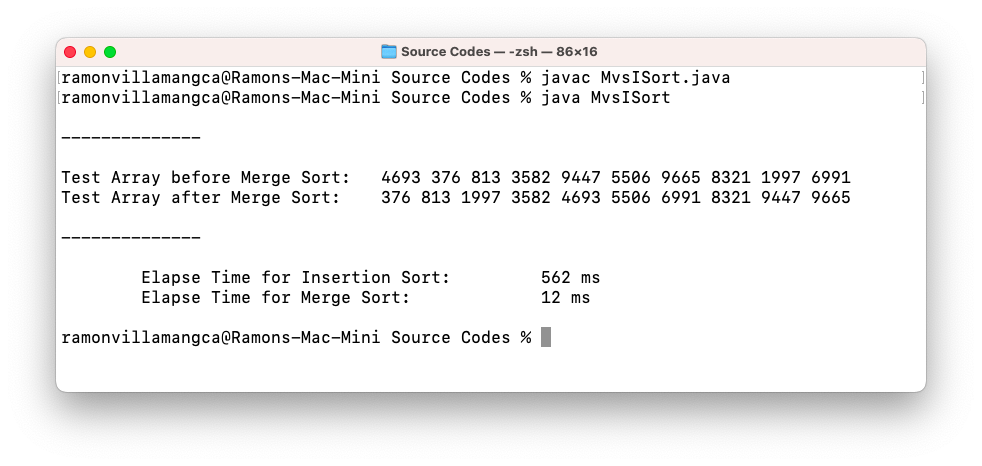 Source Codes — -zsh — 86×16
[ramonvillamangca@Ramons-Mac-Mini Source Codes % javac MvsISort.java ]
[ramonvillamangca@Ramons-Mac-Mini Source Codes % java MvsISort ]
--------------
Test Array before Merge Sort: 4693 376 813 3582 9447 5506 9665 8321 1997 6991
Test Array after Merge Sort: 376 813 1997 3582 4693 5506 6991 8321 9447 9665
--------------
Elapse Time for Insertion Sort: 562 ms
Elapse Time for Merge Sort: 12 ms
ramonvillamangca@Ramons-Mac-Mini Source Codes %